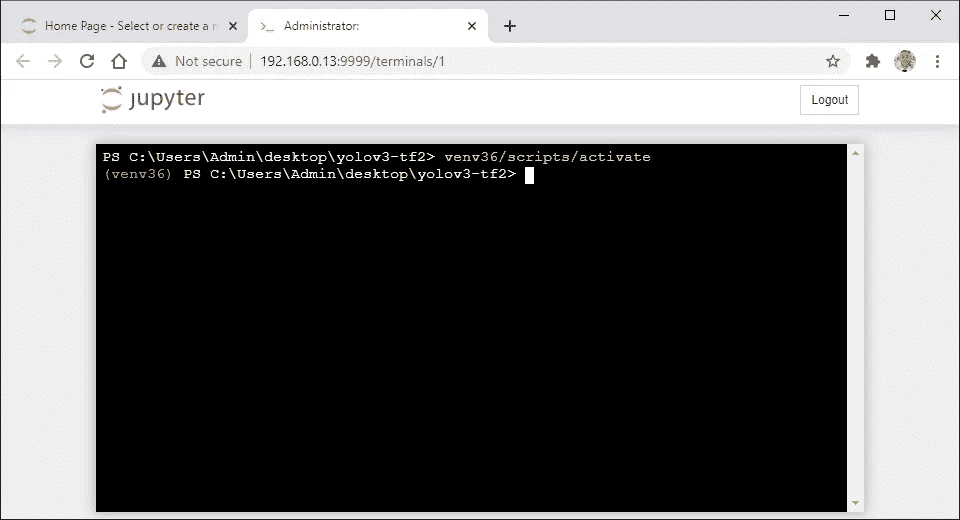 Home Page - Select or create a n
Administrator:
Not secure | 192.168.0.13:9999/terminals/1
jupyter
Logout
PS C:\Users\Admin\desktop\yolov3-tf2> venv36/scripts/activate
(venv36) PS C:\Users\Admin\desktop\yolov3-tf2>